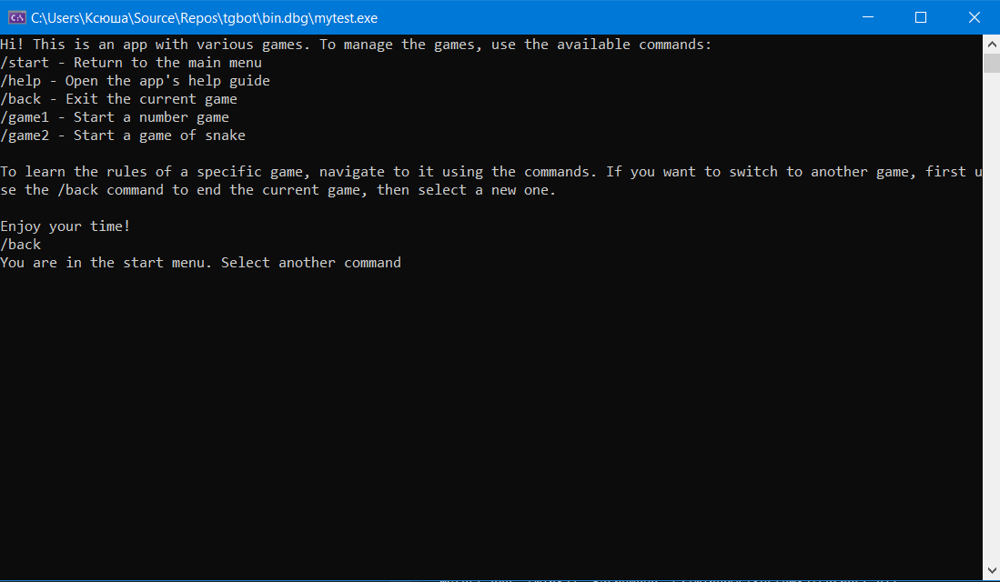 C:\Users\Ксюша\Source\Repos\tgbot\bin.dbg\mytest.exe
Hi! This is an app with various games. To manage the games, use the available commands:
/start - Return to the main menu
/help - Open the app's help guide
/back - Exit the current game
/game1 - Start a number game
/game2 - Start a game of snake
To learn the rules of a specific game, navigate to it using the commands. If you want to switch to another game, first u
se the /back command to end the current game, then select a new one.
Enjoy your time!
/back
You are in the start menu. Select another command